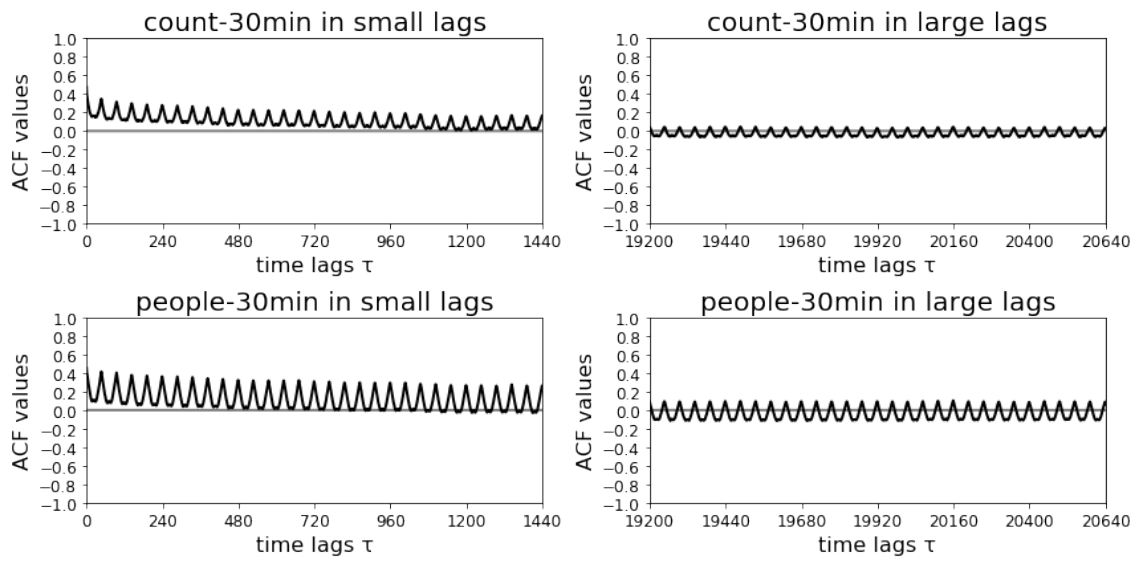 count-30min in small lags
ACF values
1.0
0.8
0.6
0.4
0.2
0.0
−0.2
−0.4
−0.6
−0.8
−1.0
0 240 480 720 960 1200 1440
time lags τ
count-30min in large lags
ACF values
1.0
0.8
0.6
0.4
0.2
0.0
−0.2
−0.4
−0.6
−0.8
−1.0
19200 19440 19680 19920 20160 20400 20640
time lags τ
people-30min in small lags
ACF values
1.0
0.8
0.6
0.4
0.2
0.0
−0.2
−0.4
−0.6
−0.8
−1.0
0 240 480 720 960 1200 1440
time lags τ
people-30min in large lags
ACF values
1.0
0.8
0.6
0.4
0.2
0.0
−0.2
−0.4
−0.6
−0.8
−1.0
19200 19440 19680 19920 20160 20400 20640
time lags τ